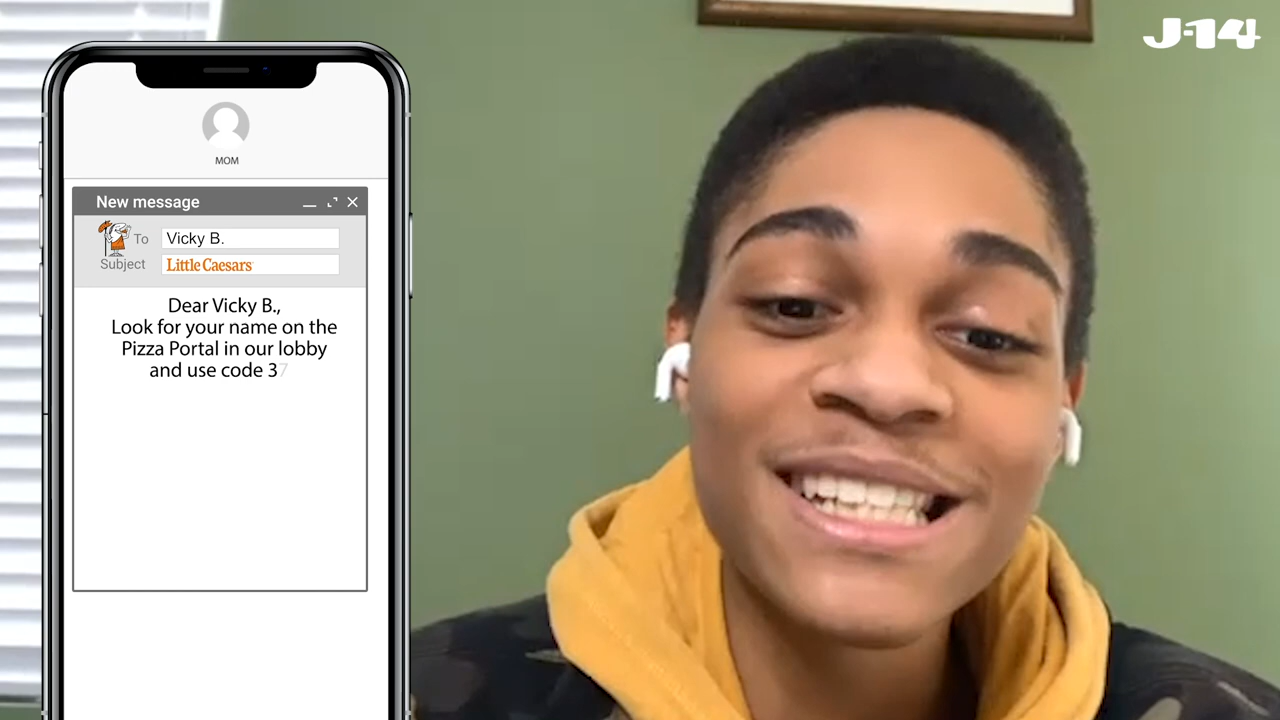 J-14
MOM
New message
To Vicky B.
Subject Little Caesars
Dear Vicky B.,
Look for your name on the
Pizza Portal in our lobby
and use code 37